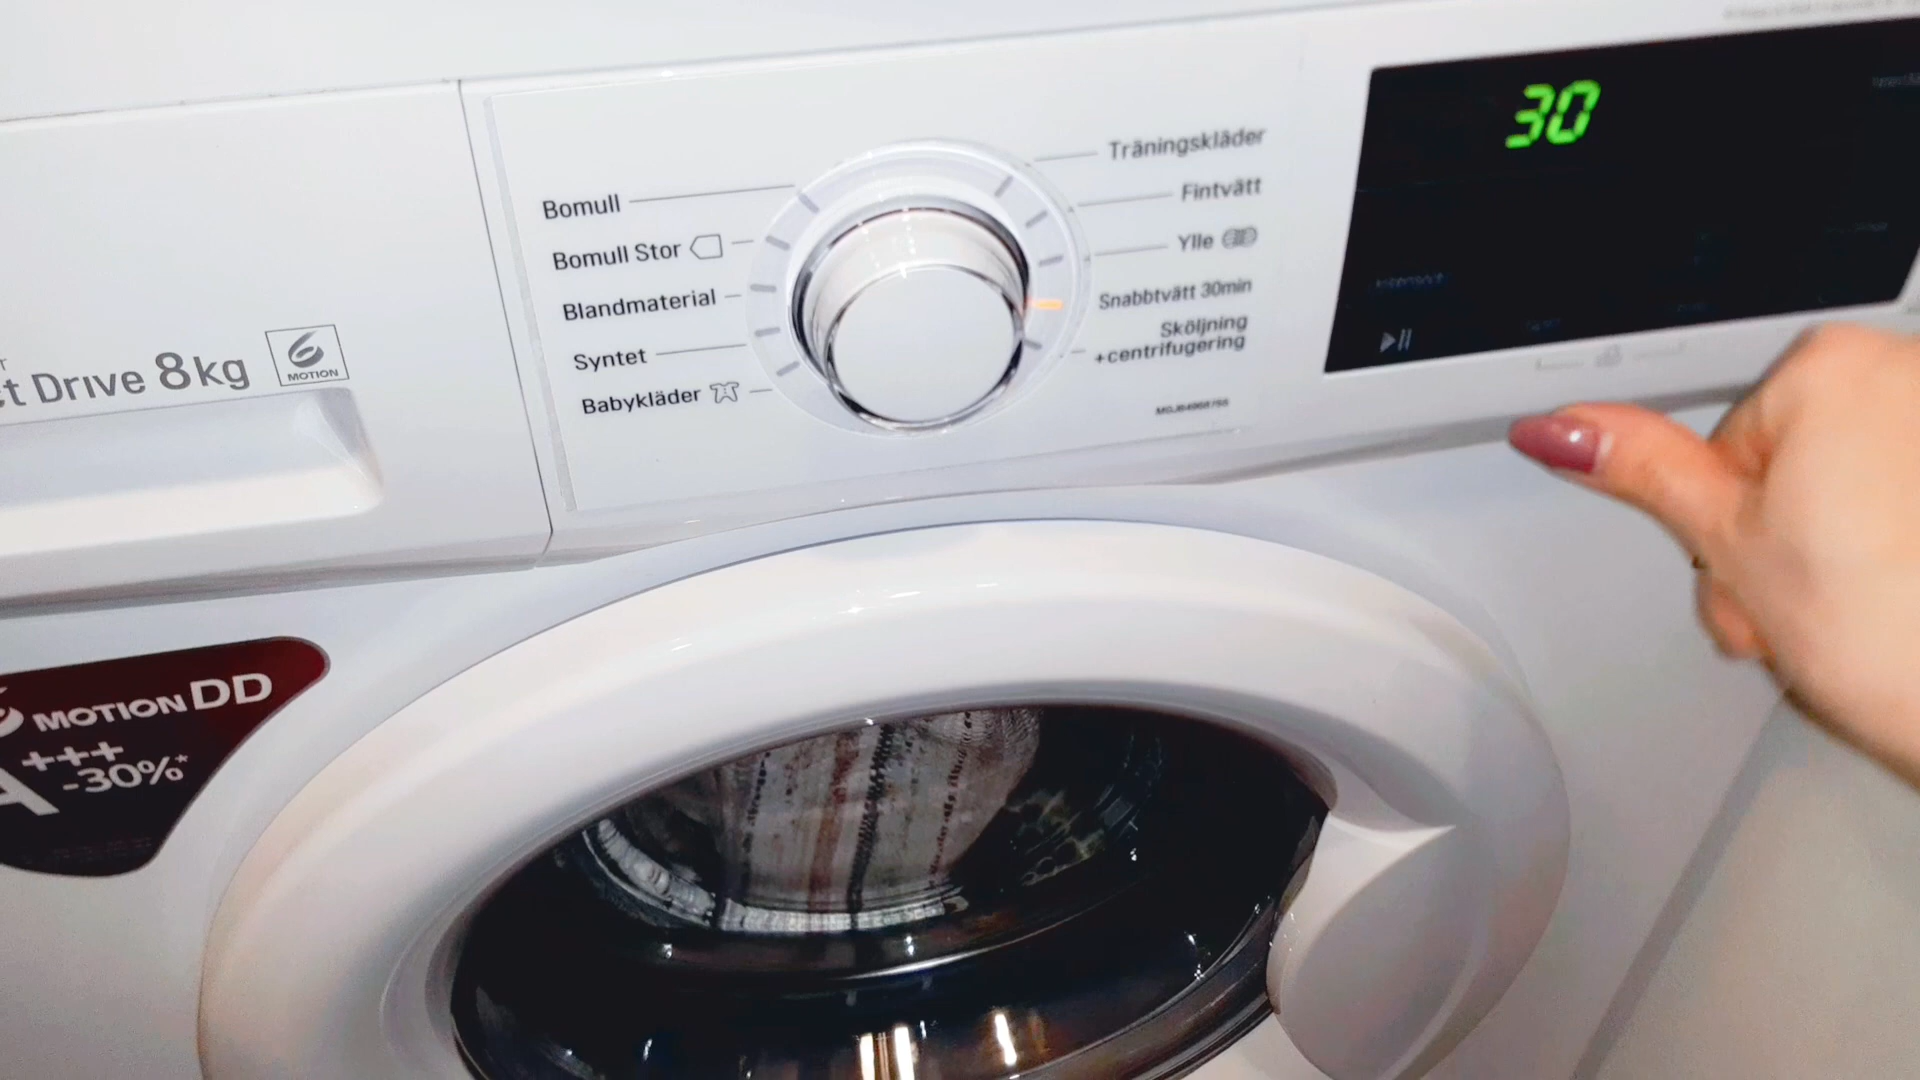 Drive 8kg
6 MOTION
Bomull
Bomull Stor
Blandmaterial
Syntet
Babykläder
Träningskläder
Fintvätt
Ylle
Snabbtvätt 30min
Sköljning
+centrifugering
30
MOTION DD
A+++
-30%*